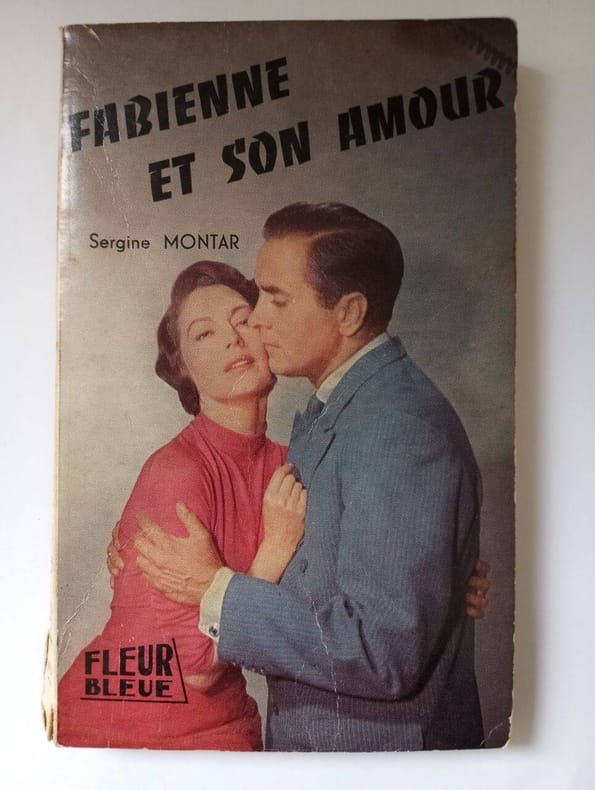 FABIENNE
ET SON AMOUR
Sergine MONTAR
FLEUR
BLEUE